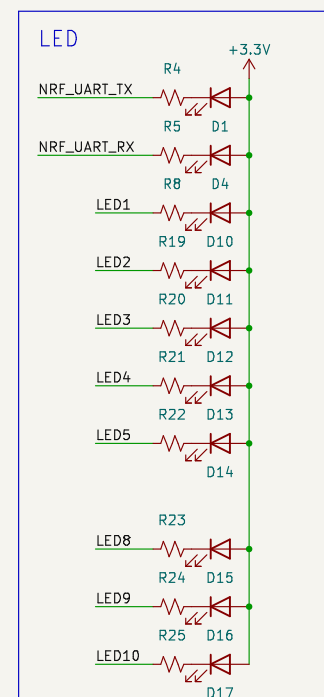 LED
+3.3V
R4
NRF_UART_TX
R5 D1
NRF_UART_RX
R8 D4
LED1
R19 D10
LED2
R20 D11
LED3
R21 D12
LED4
R22 D13
LED5
D14
R23
LED8
R24 D15
LED9
R25 D16
LED10
D17